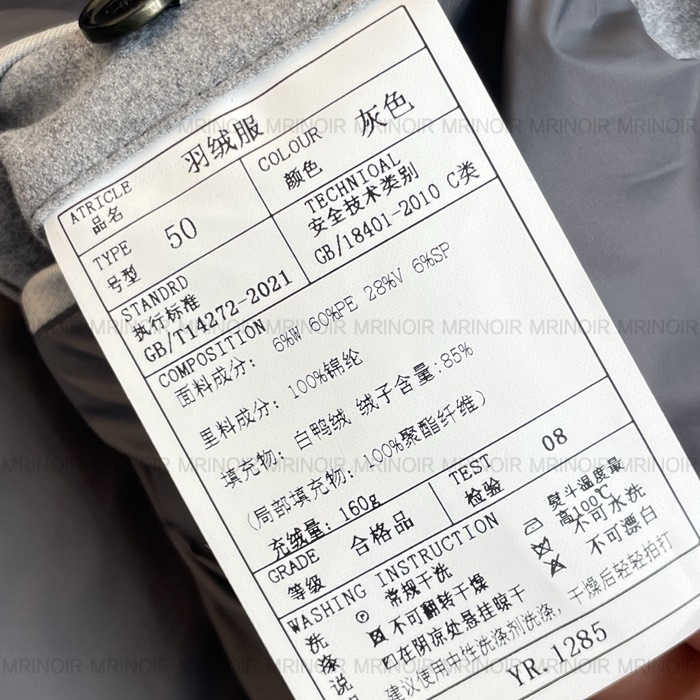 ATRICLE 羽绒服 COLOUR 灰色
品名 颜色
TYPE 50 TECHNIOAL
号型 安全技术类别
STANDRD GB/18401-2010 C类
执行标准
GB/T14272-2021
COMPOSITION
面料成分: 6%W 60%PE 28%V 6%SP
里料成分: 100%锦纶
填充物: 白鸭绒 绒子含量:85%
(局部填充物: 100%聚酯纤维)
充绒量: 160g
GRADE 合格品 TEST 08
等级 检验
WASHING INSTRUCTION
洗涤说
常规干洗 熨斗温度最高100℃
不可翻转干燥 不可水洗
在阴凉处悬挂晾干 不可漂白
建议使用中性洗涤剂洗涤, 干燥后轻轻拍打
YR.1285
MRINOIR MRINOIR MRINOIR MRINOIR MRINOIR MRINOIR MRINOIR MRINOIR